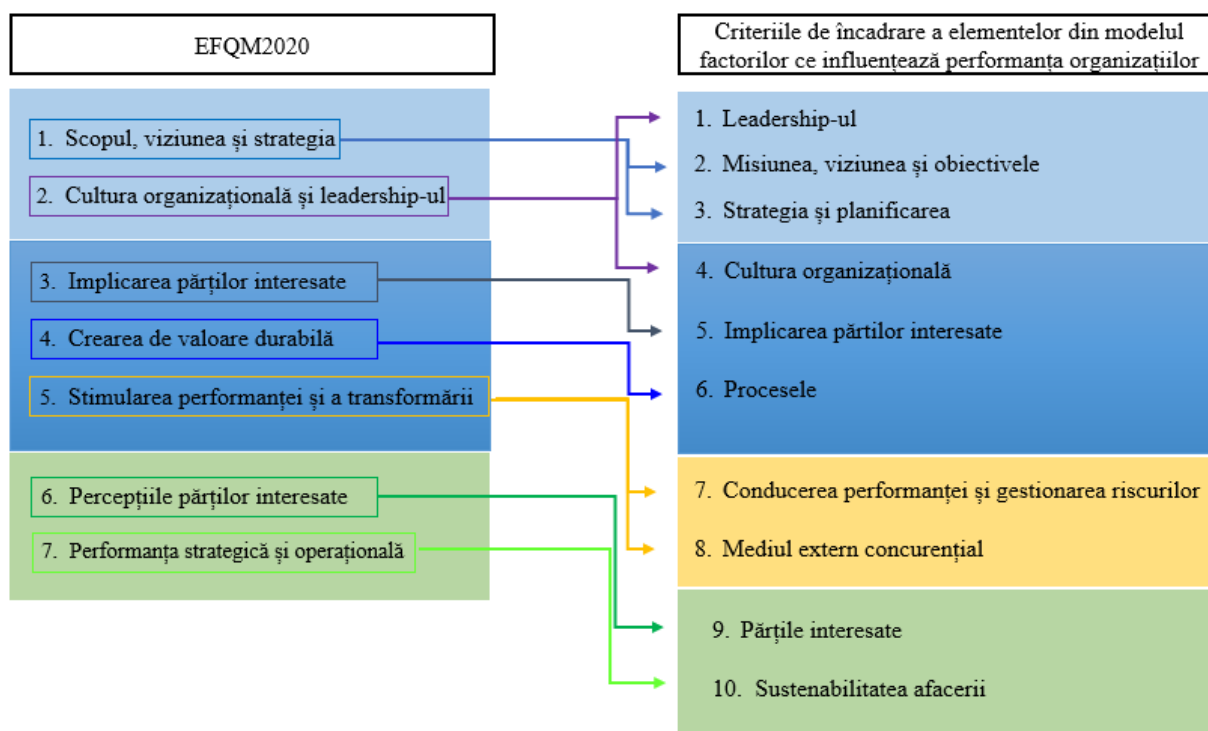 EFQM2020
1. Scopul, viziunea și strategia
2. Cultura organizațională și leadership-ul
3. Implicarea părților interesate
4. Crearea de valoare durabilă
5. Stimularea performanței și a transformării
6. Percepțiile părților interesate
7. Performanța strategică și operațională
Criteriile de încadrare a elementelor din modelul
factorilor ce influențează performanța organizațiilor
1. Leadership-ul
2. Misiunea, viziunea și obiectivele
3. Strategia și planificarea
4. Cultura organizațională
5. Implicarea părtilor interesate
6. Procesele
7. Conducerea performanței și gestionarea riscurilor
8. Mediul extern concurențial
9. Părțile interesate
10. Sustenabilitatea afacerii